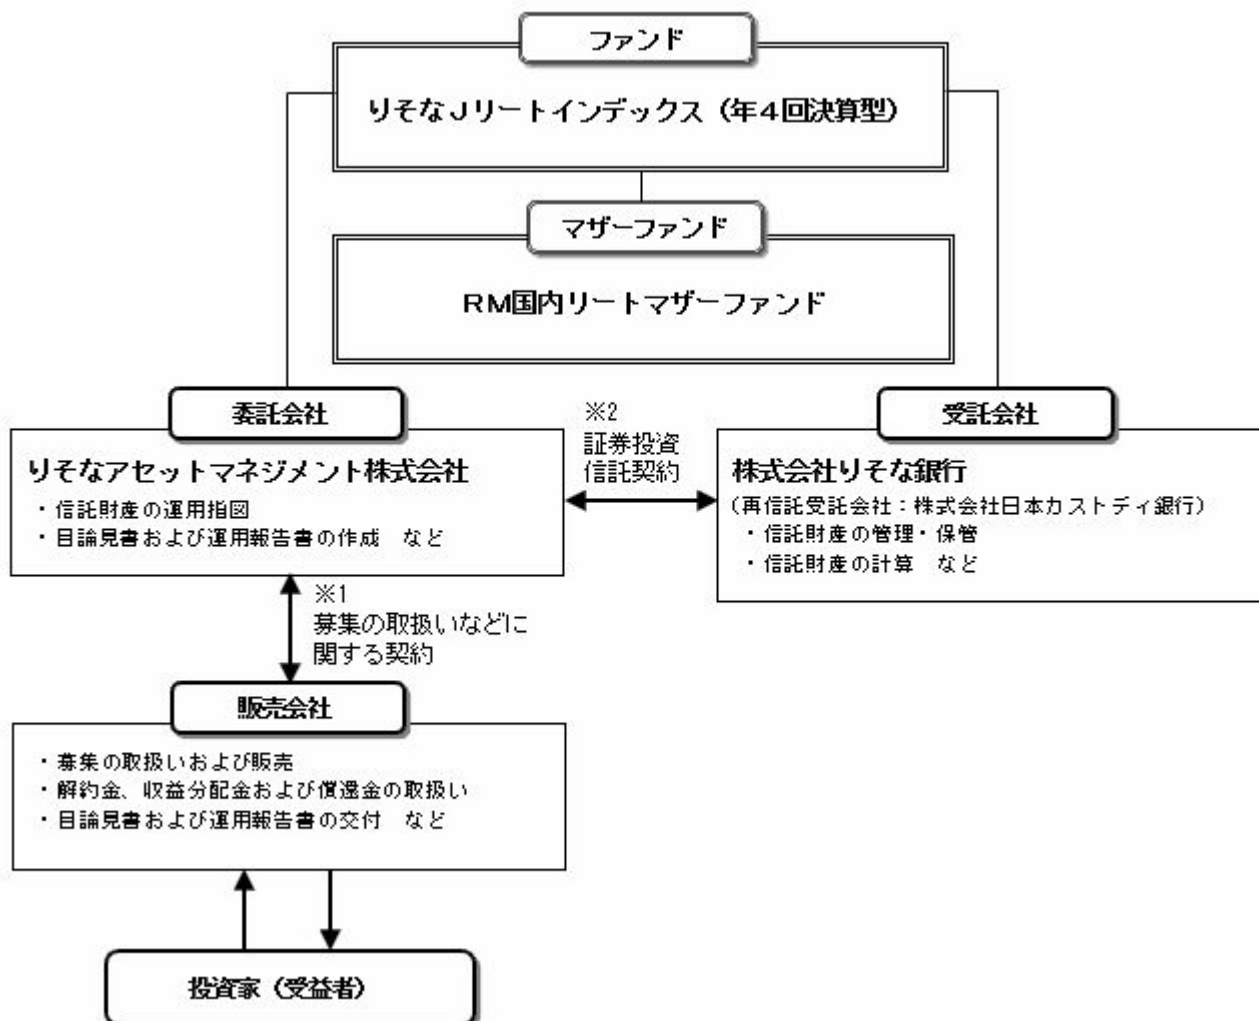 ファンド
りそなJリートインデックス（年4回決算型）
マザーファンド
RM国内リートマザーファンド
委託会社
りそなアセットマネジメント株式会社
・信託財産の運用指図
・目論見書および運用報告書の作成　など
※2
証券投資
信託契約
受託会社
株式会社りそな銀行
（再信託受託会社：株式会社日本カストディ銀行）
・信託財産の管理・保管
・信託財産の計算　など
※1
募集の取扱いなどに
関する契約
販売会社
・募集の取扱いおよび販売
・解約金、収益分配金および償還金の取扱い
・目論見書および運用報告書の交付　など
投資家（受益者）